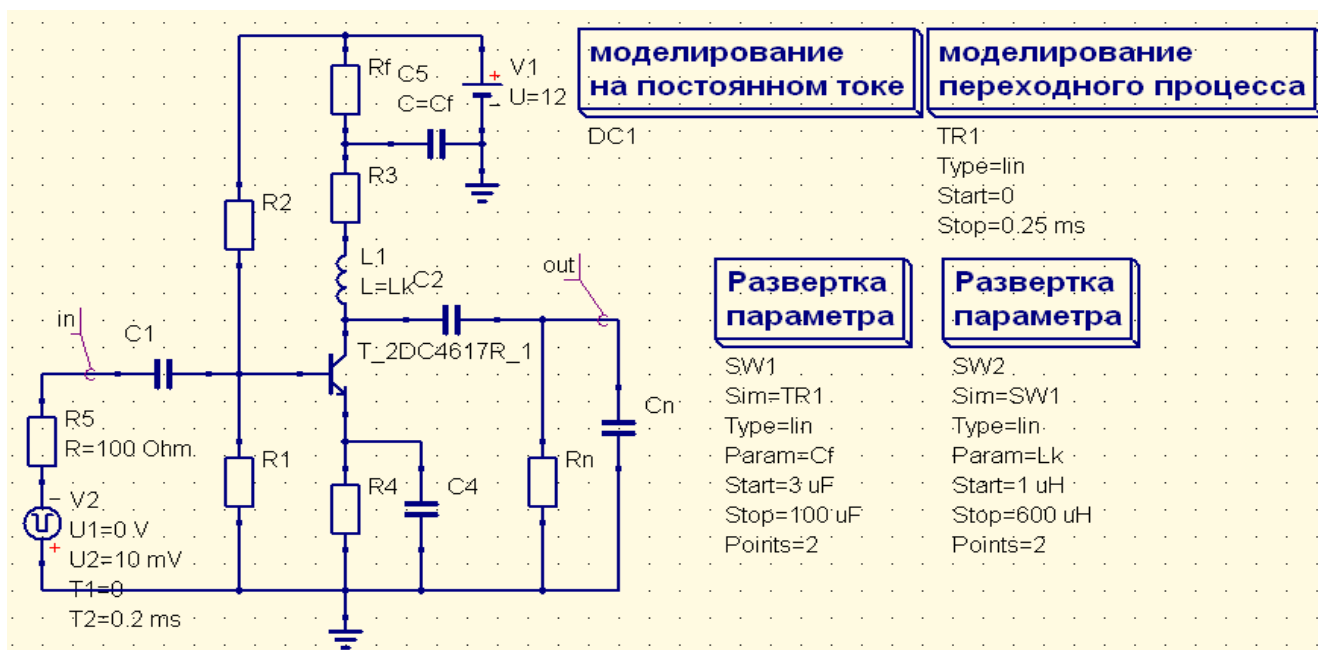 Rf
C5
C=Cf
V1
U=12
моделирование
на постоянном токе
DC1
моделирование
переходного процесса
TR1
Type=lin
Start=0
Stop=0.25 ms
R3
R2
L1
L=Lk
C2
out
in
C1
T_2DC4617R_1
Развертка
параметра
SW1
Sim=TR1
Type=lin
Param=Cf
Start=3 uF
Stop=100 uF
Points=2
Развертка
параметра
SW2
Sim=SW1
Type=lin
Param=Lk
Start=1 uH
Stop=600 uH
Points=2
R5
R=100 Ohm
R1
R4
C4
Rn
Cn
V2
U1=0 V
U2=10 mV
T1=0
T2=0.2 ms